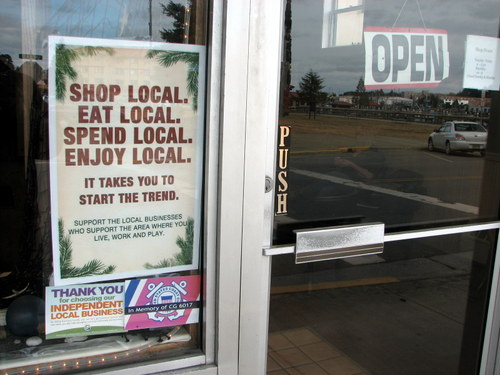 SHOP LOCAL.
EAT LOCAL.
SPEND LOCAL.
ENJOY LOCAL.
IT TAKES YOU TO
START THE TREND.
SUPPORT THE LOCAL BUSINESSES
WHO SUPPORT THE AREA WHERE YOU
LIVE, WORK AND PLAY.
THANK YOU
for choosing our
INDEPENDENT
LOCAL BUSINESS
In Memory of CG 6017
PUSH
OPEN